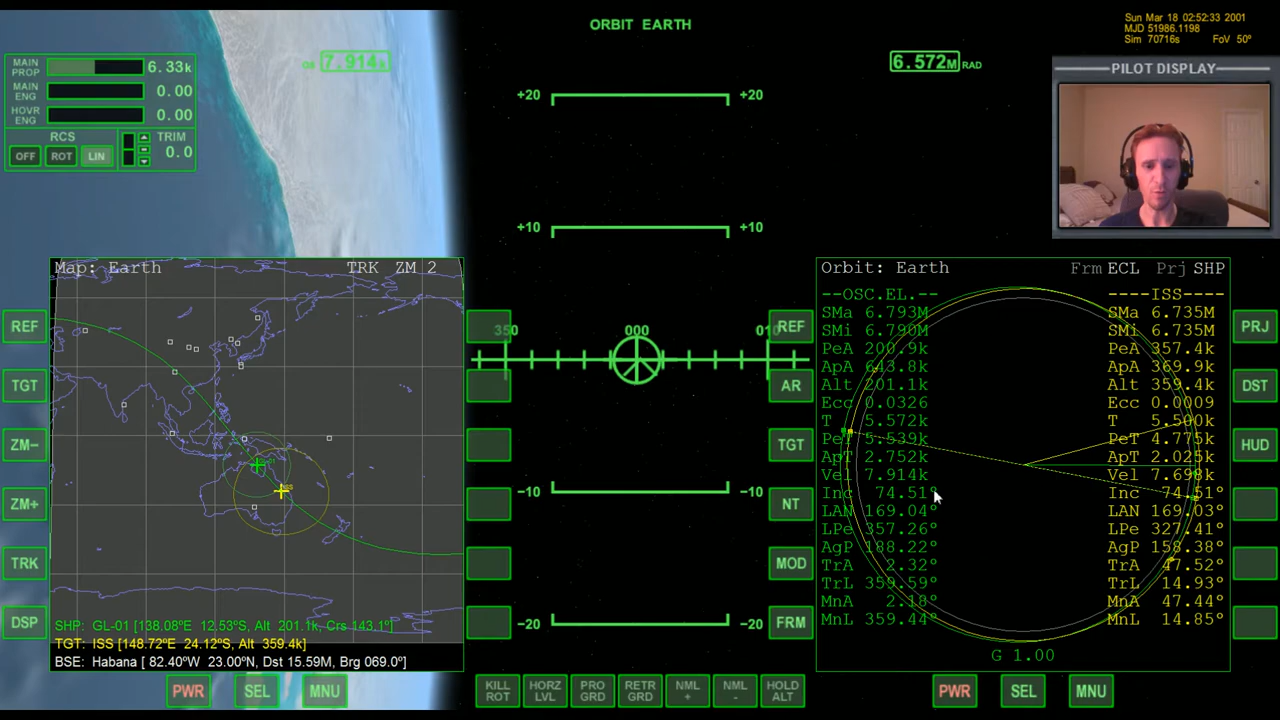 ORBIT EARTH
Sun Mar 18 02:52:33 2001
MJD 51986.1198
Sim 70716s FoV 50°
PILOT DISPLAY
MAIN PROP 6.33k
MAIN ENG 0.00
HOVR ENG 0.00
RCS TRIM
OFF ROT LIN 0.0
GS 7.914k
6.572M RAD
+20 +20
+10 +10
350 000 010
-10 -10
-20 -20
Map: Earth TRK ZM 2
REF
TGT
ZM-
ZM+
TRK
DSP
GL-01
ISS
SHP: GL-01 [138.08°E 12.53°S, Alt 201.1k, Crs 143.1°]
TGT: ISS [148.72°E 24.12°S, Alt 359.4k]
BSE: Habana [ 82.40°W 23.00°N, Dst 15.59M, Brg 069.0°]
PWR SEL MNU
KILL ROT
HORZ LVL
PRO GRD
RETR GRD
NML +
NML -
HOLD ALT
REF
AR
TGT
NT
MOD
FRM
Orbit: Earth Frm ECL Prj SHP
--OSC.EL.-- ----ISS----
SMa 6.793M SMa 6.735M
SMi 6.790M SMi 6.735M
PeA 200.9k PeA 357.4k
ApA 643.8k ApA 369.9k
Alt 201.1k Alt 359.4k
Ecc 0.0326 Ecc 0.0009
T 5.572k T 5.500k
PeT 5.539k PeT 4.775k
ApT 2.752k ApT 2.025k
Vel 7.914k Vel 7.698k
Inc 74.51° Inc 74.51°
LAN 169.04° LAN 169.03°
LPe 357.26° LPe 327.41°
AgP 188.22° AgP 158.38°
TrA 2.32° TrA 47.52°
TrL 359.59° TrL 14.93°
MnA 2.18° MnA 47.44°
MnL 359.44° MnL 14.85°
G 1.00
PRJ
DST
HUD
PWR SEL MNU